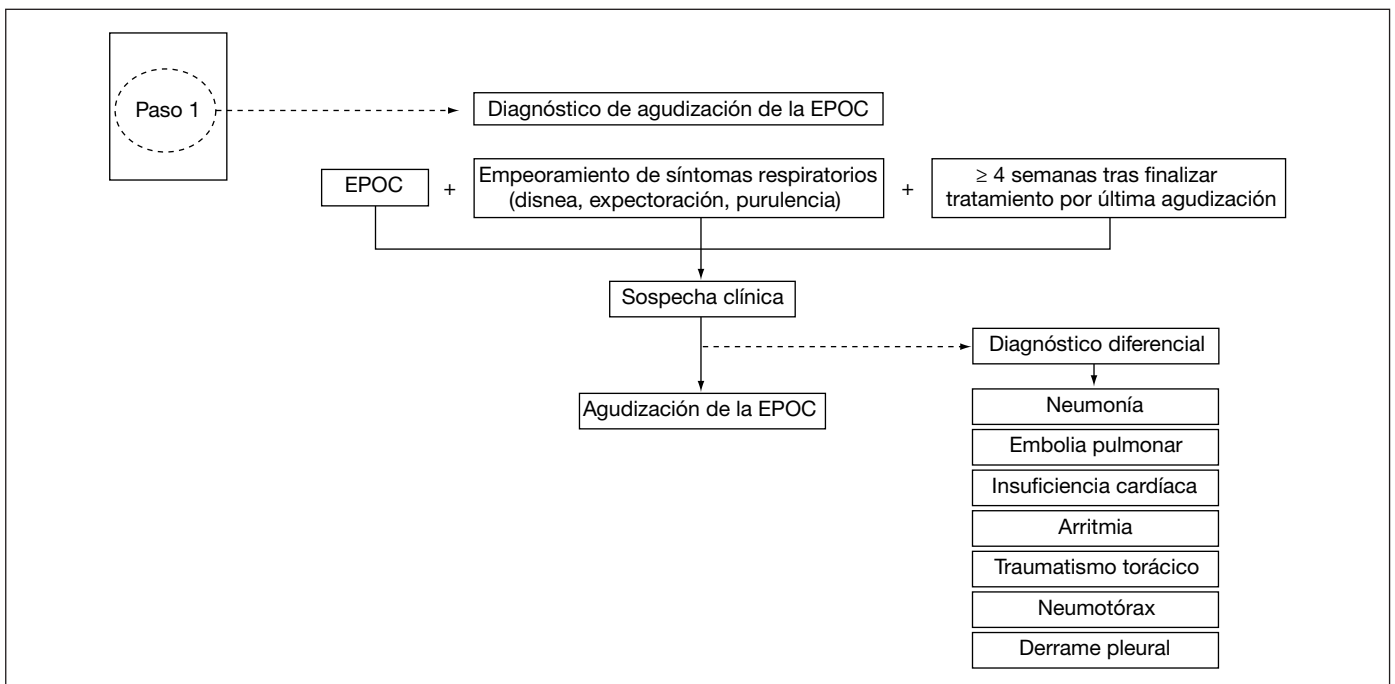 Paso 1
Diagnóstico de agudización de la EPOC
EPOC
+
Empeoramiento de síntomas respiratorios
(disnea, expectoración, purulencia)
+
≥ 4 semanas tras finalizar
tratamiento por última agudización
Sospecha clínica
Diagnóstico diferencial
Agudización de la EPOC
Neumonía
Embolia pulmonar
Insuficiencia cardíaca
Arritmia
Traumatismo torácico
Neumotórax
Derrame pleural